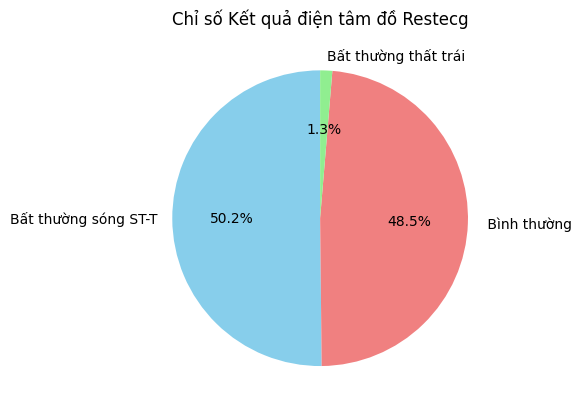 Chỉ số Kết quả điện tâm đồ Restecg
Bất thường thất trái
1.3%
Bất thường sóng ST-T
50.2%
48.5%
Bình thường